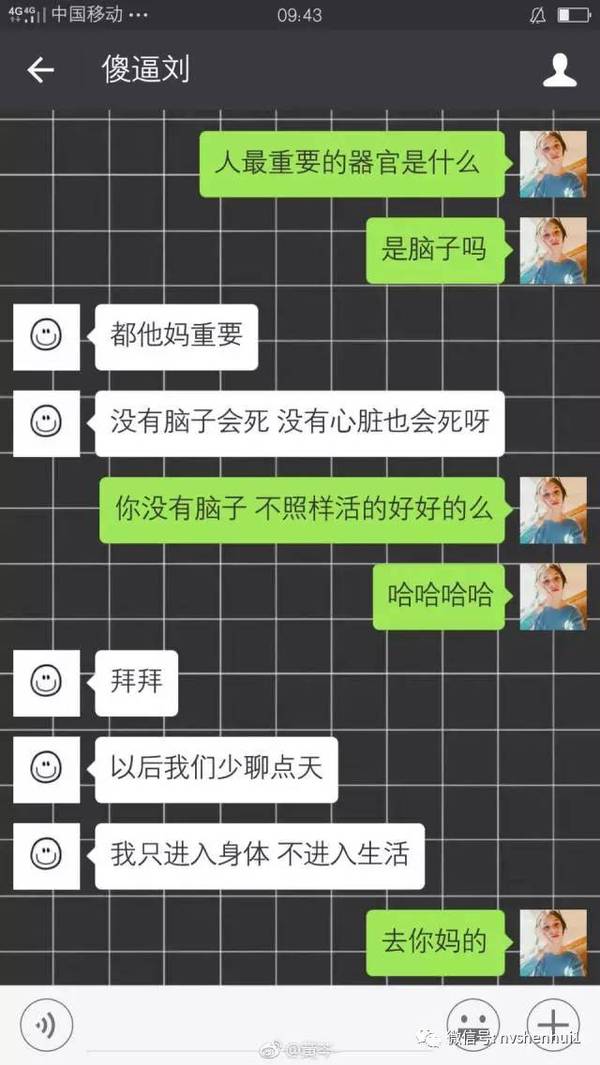 4G 4G 中国移动 ••• 09:43
傻逼刘
人最重要的器官是什么
是脑子吗
都他妈重要
没有脑子会死 没有心脏也会死呀
你没有脑子 不照样活的好好的么
哈哈哈哈
拜拜
以后我们少聊点天
我只进入身体 不进入生活
去你妈的
微信号: nvshenhui1
@黄岑